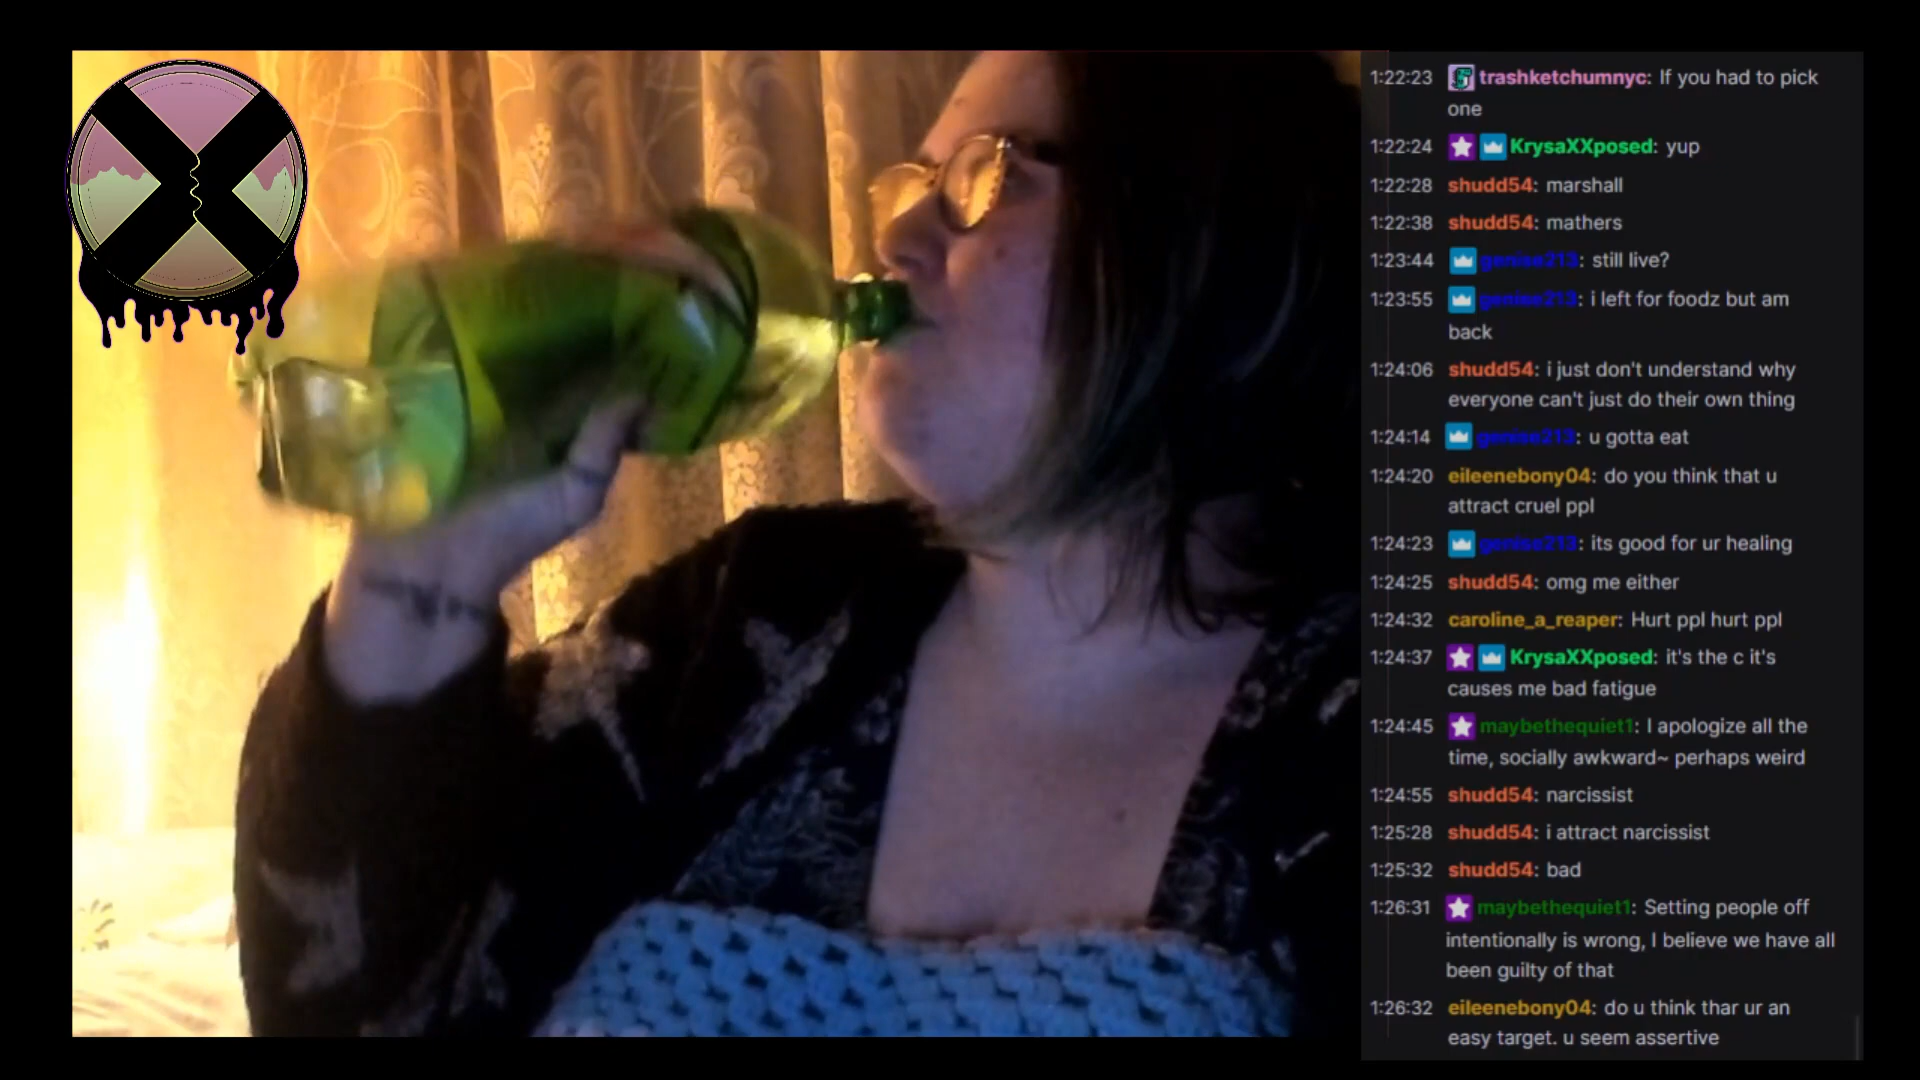 1:22:23 trashketchumnyc: If you had to pick
one
1:22:24 KrysaXXposed: yup
1:22:28 shudd54: marshall
1:22:38 shudd54: mathers
1:23:44 genise213: still live?
1:23:55 genise213: i left for foodz but am
back
1:24:06 shudd54: i just don't understand why
everyone can't just do their own thing
1:24:14 genise213: u gotta eat
1:24:20 eileenebony04: do you think that u
attract cruel ppl
1:24:23 genise213: its good for ur healing
1:24:25 shudd54: omg me either
1:24:32 caroline_a_reaper: Hurt ppl hurt ppl
1:24:37 KrysaXXposed: it's the c it's
causes me bad fatigue
1:24:45 maybethequiet1: I apologize all the
time, socially awkward~ perhaps weird
1:24:55 shudd54: narcissist
1:25:28 shudd54: i attract narcissist
1:25:32 shudd54: bad
1:26:31 maybethequiet1: Setting people off
intentionally is wrong, I believe we have all
been guilty of that
1:26:32 eileenebony04: do u think thar ur an
easy target. u seem assertive